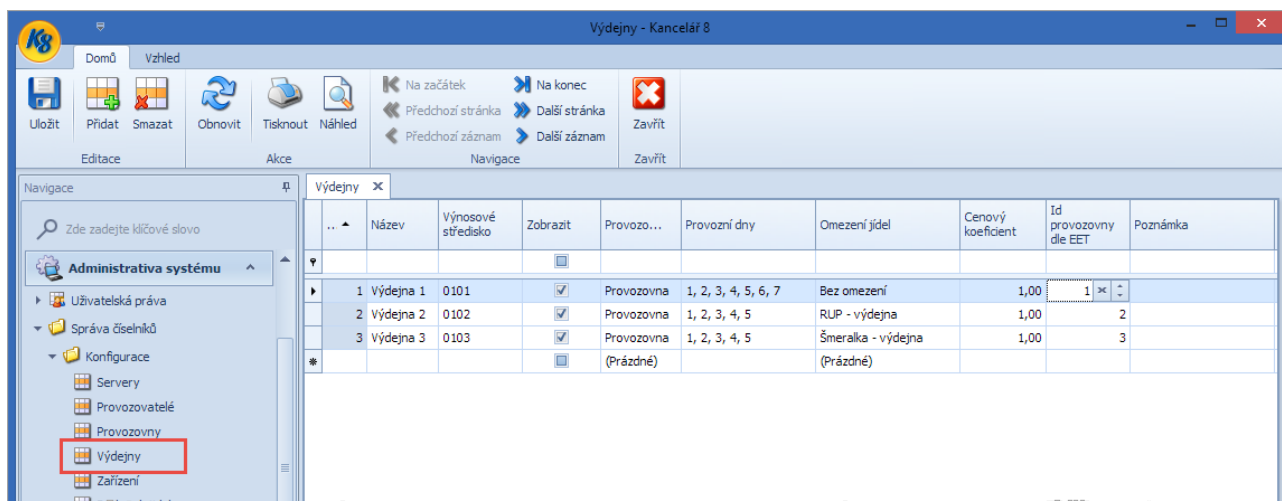 K8
Výdejny - Kancelář 8
Domů Vzhled
Uložit Přidat Smazat Obnovit Tisknout Náhled
Na začátek Na konec
Předchozí stránka Další stránka
Předchozí záznam Další záznam
Zavřít
Editace Akce Navigace Zavřít
Navigace
Výdejny
Zde zadejte klíčové slovo
Administrativa systému
Uživatelská práva
Správa číselníků
Konfigurace
Servery
Provozovatelé
Provozovny
Výdejny
Zařízení
... Název Výnosové středisko Zobrazit Provozo... Provozní dny Omezení jídel Cenový koeficient Id provozovny dle EET Poznámka
1 Výdejna 1 0101 Provozovna 1, 2, 3, 4, 5, 6, 7 Bez omezení 1,00 1
2 Výdejna 2 0102 Provozovna 1, 2, 3, 4, 5 RUP - výdejna 1,00 2
3 Výdejna 3 0103 Provozovna 1, 2, 3, 4, 5 Šmeralka - výdejna 1,00 3
(Prázdné) (Prázdné)